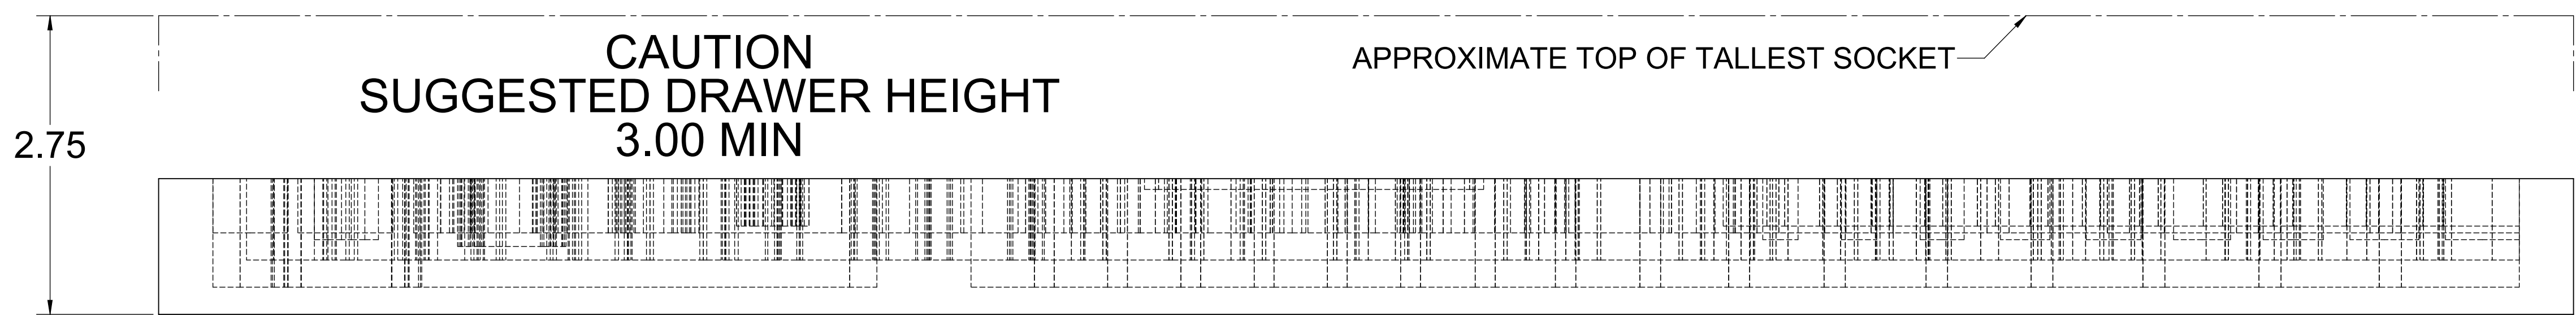 CAUTION
SUGGESTED DRAWER HEIGHT
3.00 MIN
APPROXIMATE TOP OF TALLEST SOCKET
2.75